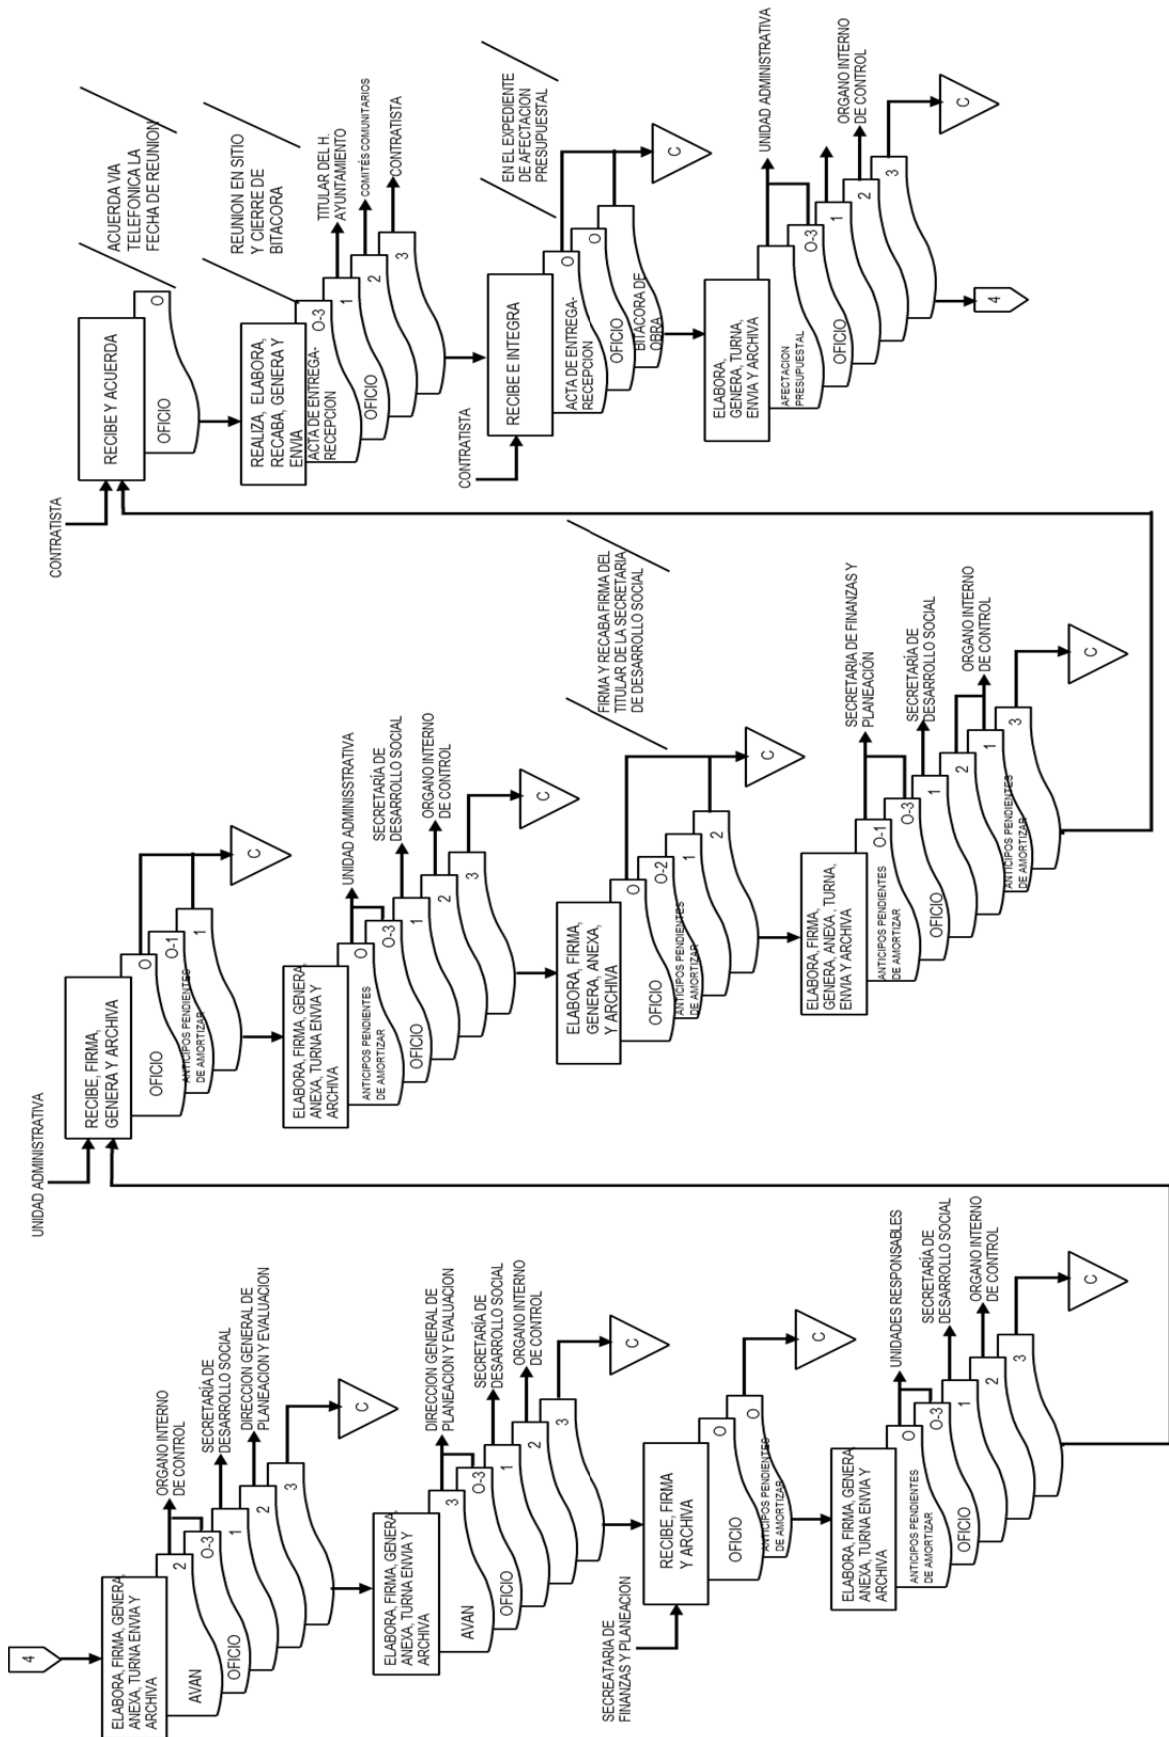 4
ELABORA, FIRMA, GENERA,
ANEXA, TURNA ENVIA Y
ARCHIVA
2
AVAN
O-3
OFICIO
1
2
3
ORGANO INTERNO
DE CONTROL
SECRETARÍA DE
DESARROLLO SOCIAL
DIRECCION GENERAL DE
PLANEACION Y EVALUACION
C
ELABORA, FIRMA, GENERA,
ANEXA, TURNA ENVIA Y
ARCHIVA
3
AVAN
O-3
OFICIO
1
2
3
DIRECCION GENERAL DE
PLANEACION Y EVALUACION
SECRETARÍA DE
DESARROLLO SOCIAL
ORGANO INTERNO
DE CONTROL
C
SECREATARIA DE
FINANZAS Y PLANEACION
RECIBE, FIRMA
Y ARCHIVA
O
OFICIO
O
ANTICIPOS PENDIENTES
DE AMORTIZAR
C
ELABORA, FIRMA, GENERA,
ANEXA, TURNA ENVIA Y
ARCHIVA
O
ANTICIPOS PENDIENTES
DE AMORTIZAR
O-3
OFICIO
1
2
3
UNIDADES RESPONSABLES
SECRETARÍA DE
DESARROLLO SOCIAL
ORGANO INTERNO
DE CONTROL
C
UNIDAD ADMINISTRATIVA
RECIBE, FIRMA,
GENERA Y ARCHIVA
O
OFICIO
O-1
ANTICIPOS PENDIENTES
DE AMORTIZAR
1
C
ELABORA, FIRMA, GENERA,
ANEXA, TURNA ENVIA Y
ARCHIVA
O
ANTICIPOS PENDIENTES
DE AMORTIZAR
O-3
OFICIO
1
2
3
UNIDAD ADMINISSTRATIVA
SECRETARÍA DE
DESARROLLO SOCIAL
ORGANO INTERNO
DE CONTROL
C
ELABORA, FIRMA,
GENERA, ANEXA,
Y ARCHIVA
O
OFICIO
O-2
ANTICIPOS PENDIENTES
DE AMORTIZAR
1
2
FIRMA Y RECABA FIRMA DEL
TITULAR DE LA SECRETARIA
DE DESARROLLO SOCIAL
C
ELABORA, FIRMA,
GENERA, ANEXA , TURNA,
ENVIA Y ARCHIVA
O-1
ANTICIPOS PENDIENTES
DE AMORTIZAR
O-3
OFICIO
1
2
1
ANTICIPOS PENDIENTES
DE AMORTIZAR
3
SECRETARIA DE FINANZAS Y
PLANEACIÓN
SECRETARÍA DE
DESARROLLO SOCIAL
ORGANO INTERNO
DE CONTROL
C
CONTRATISTA
RECIBE Y ACUERDA
O
OFICIO
ACUERDA VIA
TELEFONICA LA
FECHA DE REUNION
REALIZA, ELABORA,
RECABA, GENERA Y
ENVIA
O-3
ACTA DE ENTREGA-
RECEPCION
1
OFICIO
2
3
REUNION EN SITIO
Y CIERRE DE
BITACORA
TITULAR DEL H.
AYUNTAMIENTO
COMITÉS COMUNITARIOS
CONTRATISTA
CONTRATISTA
RECIBE E INTEGRA
O
ACTA DE ENTREGA-
RECEPCION
O
OFICIO
BITACORA DE
OBRA
EN EL EXPEDIENTE
DE AFECTACION
PRESUPUESTAL
C
ELABORA,
GENERA, TURNA,
ENVIA Y ARCHIVA
AFECTACION
PRESUPUESTAL
O-3
OFICIO
1
2
3
UNIDAD ADMINISTRATIVA
ORGANO INTERNO
DE CONTROL
C
4